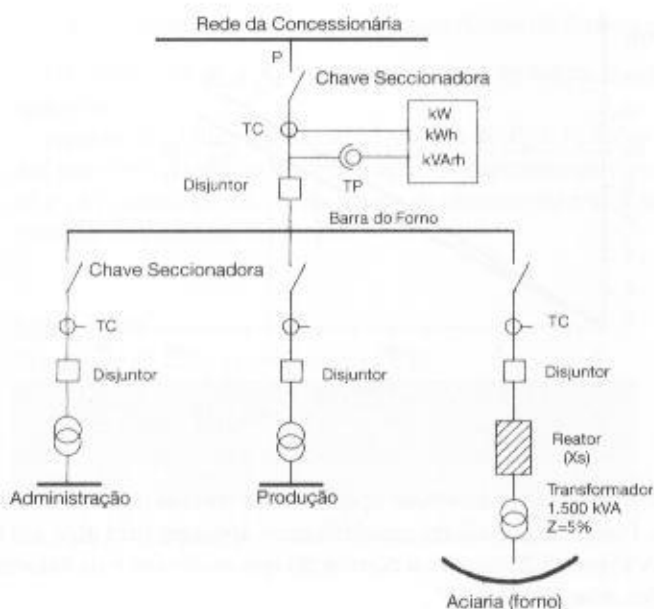 Rede da Concessionária
P
Chave Seccionadora
TC
kW
kWh
kVArh
TP
Disjuntor
Barra do Forno
Chave Seccionadora
TC
TC
Disjuntor
Disjuntor
Disjuntor
Reator
(Xs)
Transformador
1.500 kVA
Z=5%
Administração
Produção
Aciaria (forno)